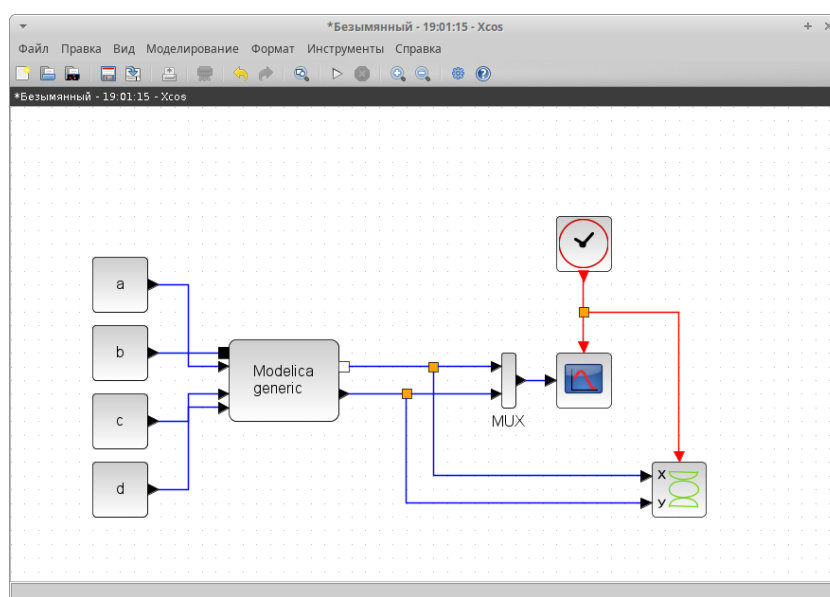 *Безымянный - 19:01:15 - Xcos
Файл Правка Вид Моделирование Формат Инструменты Справка
*Безымянный - 19:01:15 - Xcos
a
b
Modelica
generic
c
MUX
d
X
y